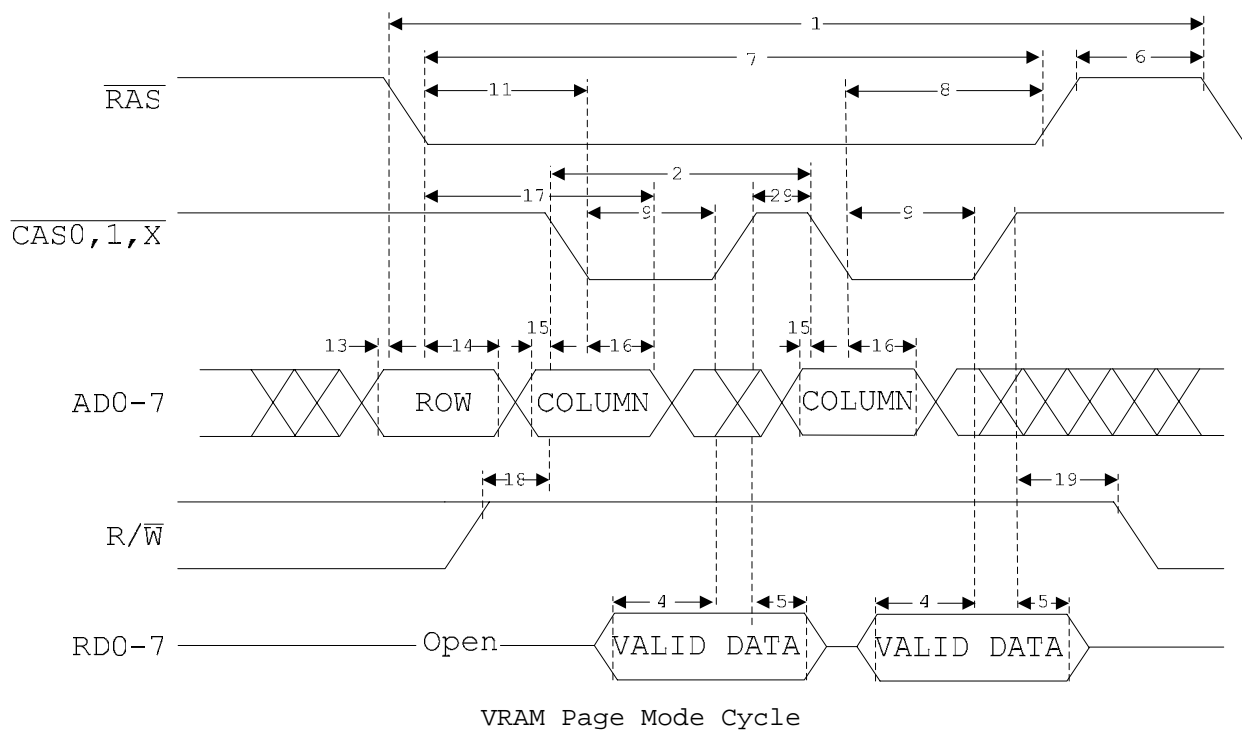 1
7
RAS
11
8
6
2
17
29
CAS0,1,X
9
9
13
14
15
16
15
16
AD0-7
ROW
COLUMN
COLUMN
18
19
R/W
4
5
4
5
RD0-7
Open
VALID DATA
VALID DATA
VRAM Page Mode Cycle